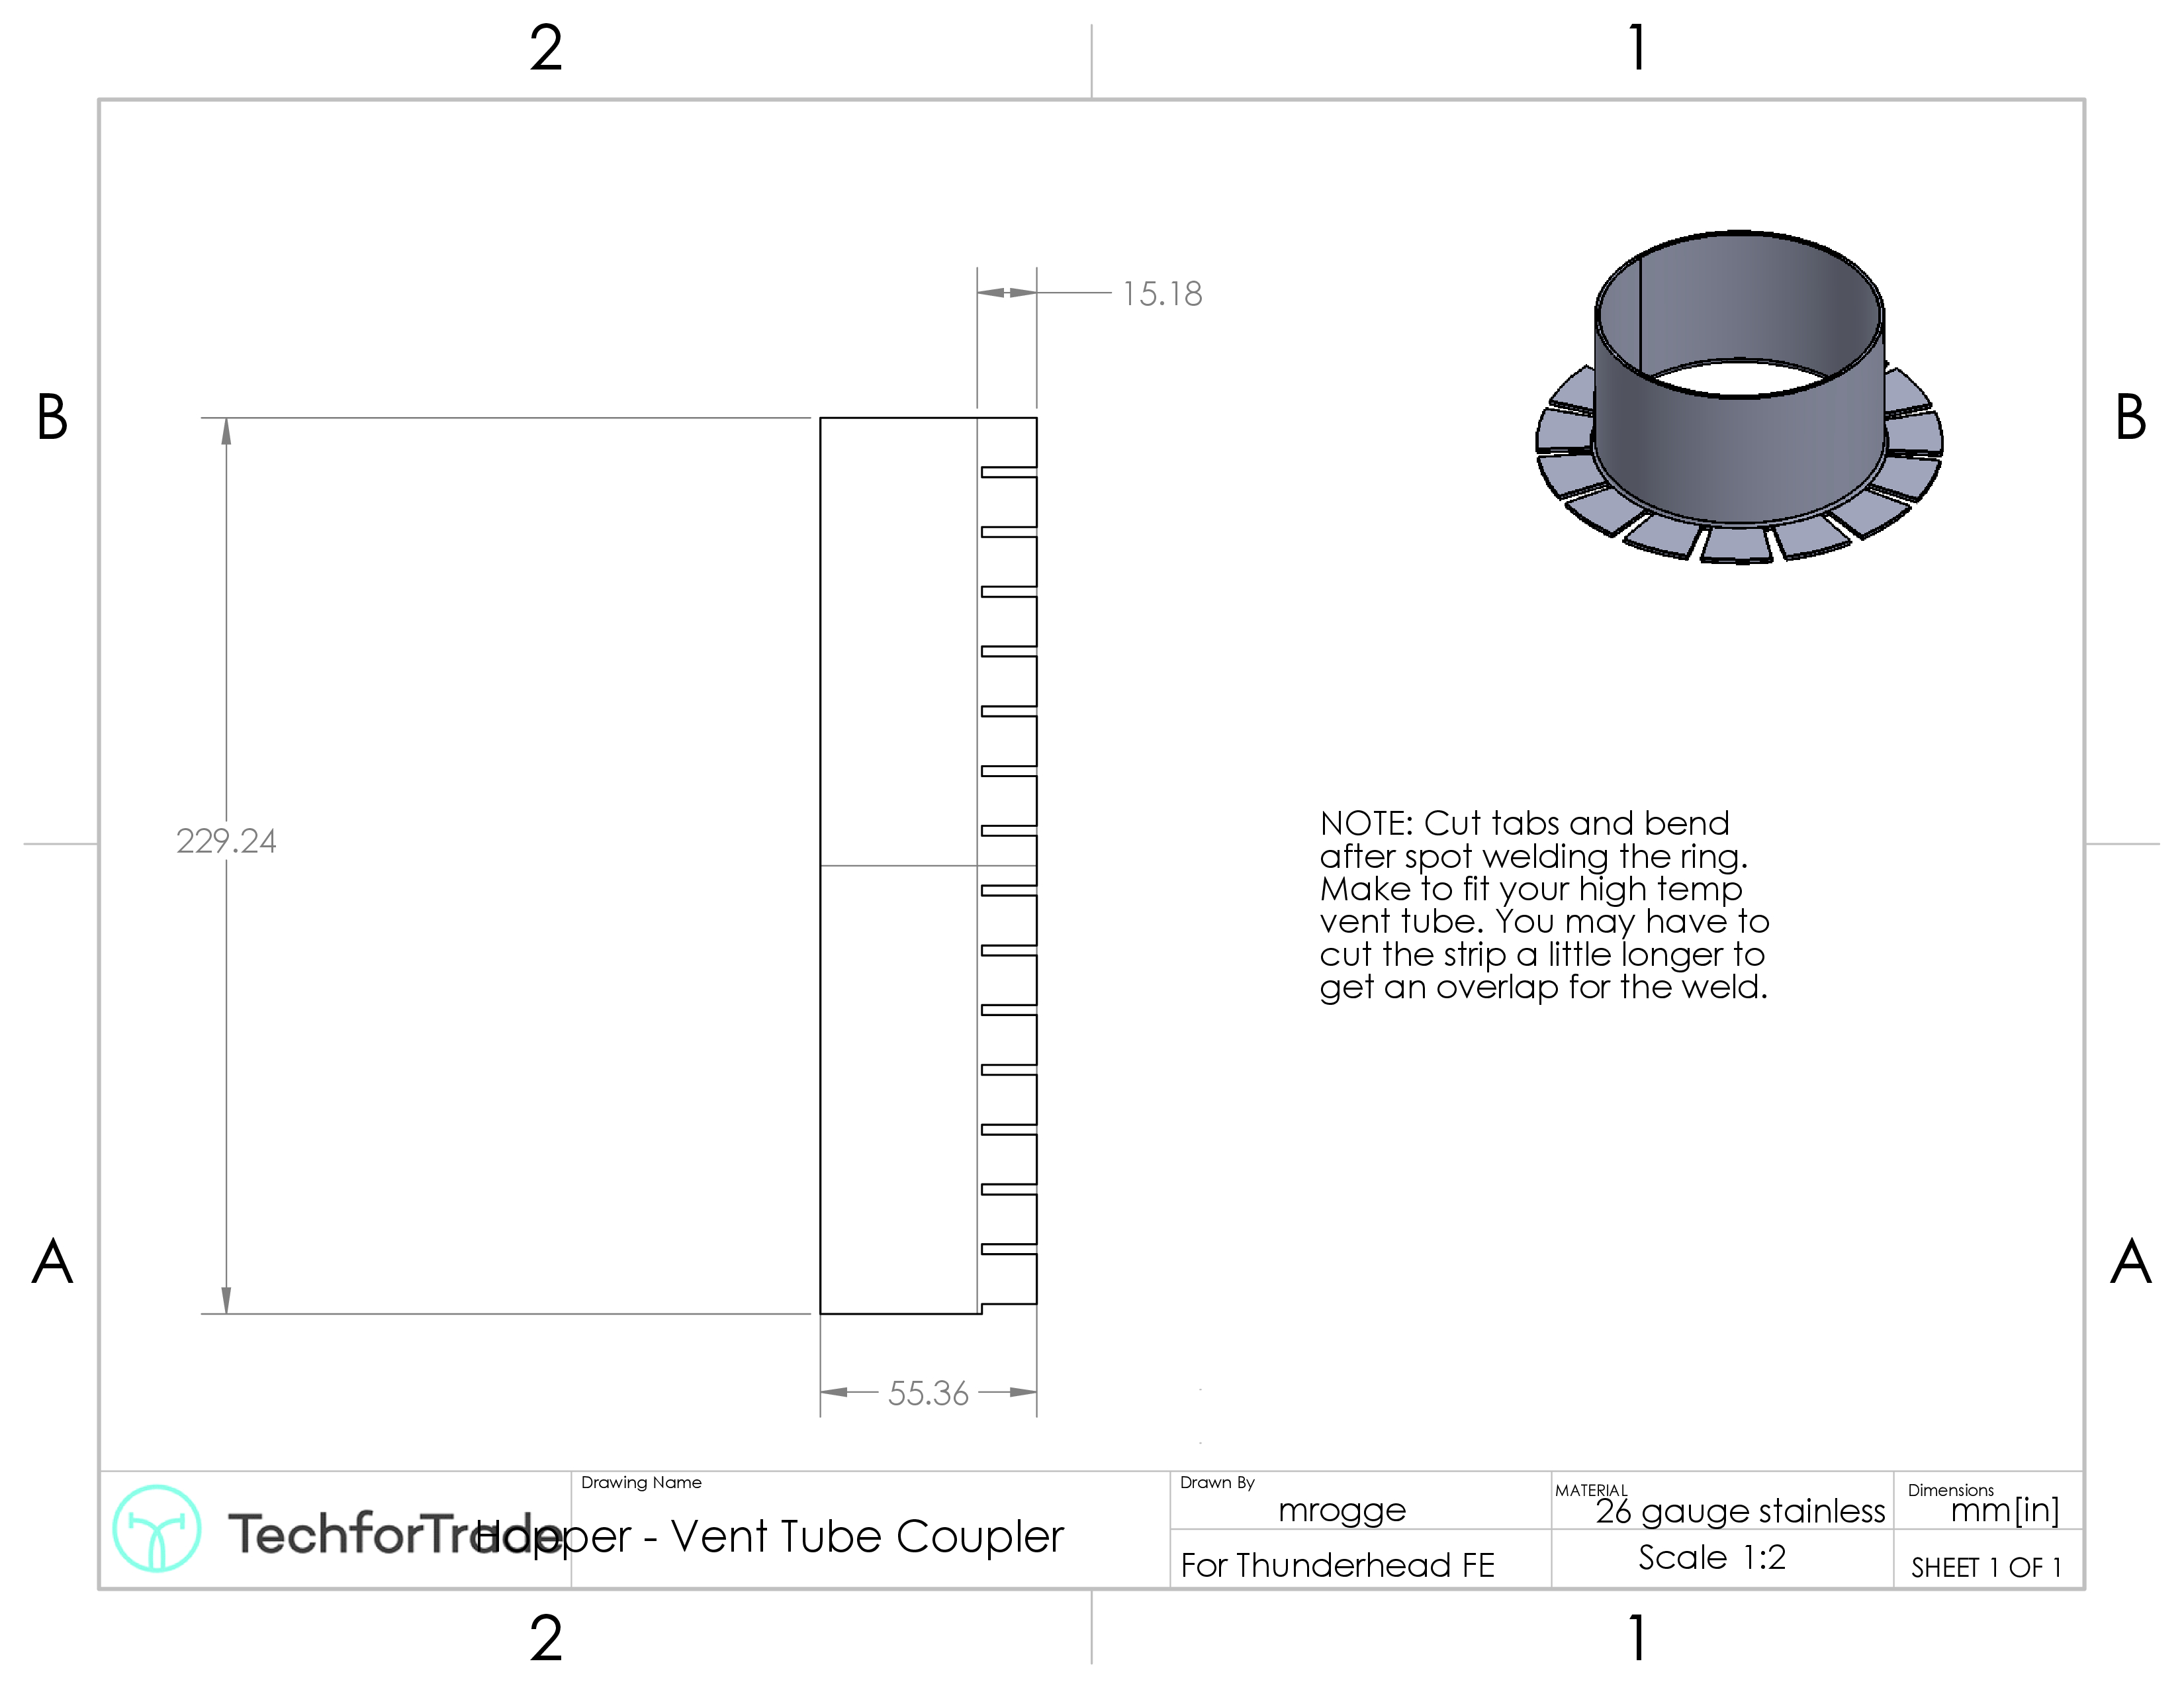 2
1
15.18
B
B
229.24
NOTE: Cut tabs and bend
after spot welding the ring.
Make to fit your high temp
vent tube. You may have to
cut the strip a little longer to
get an overlap for the weld.
A
A
55.36
TechforTrade
Drawing Name
Hopper - Vent Tube Coupler
Drawn By
mrogge
For Thunderhead FE
MATERIAL
26 gauge stainless
Scale 1:2
Dimensions
mm[in]
SHEET 1 OF 1
2
1